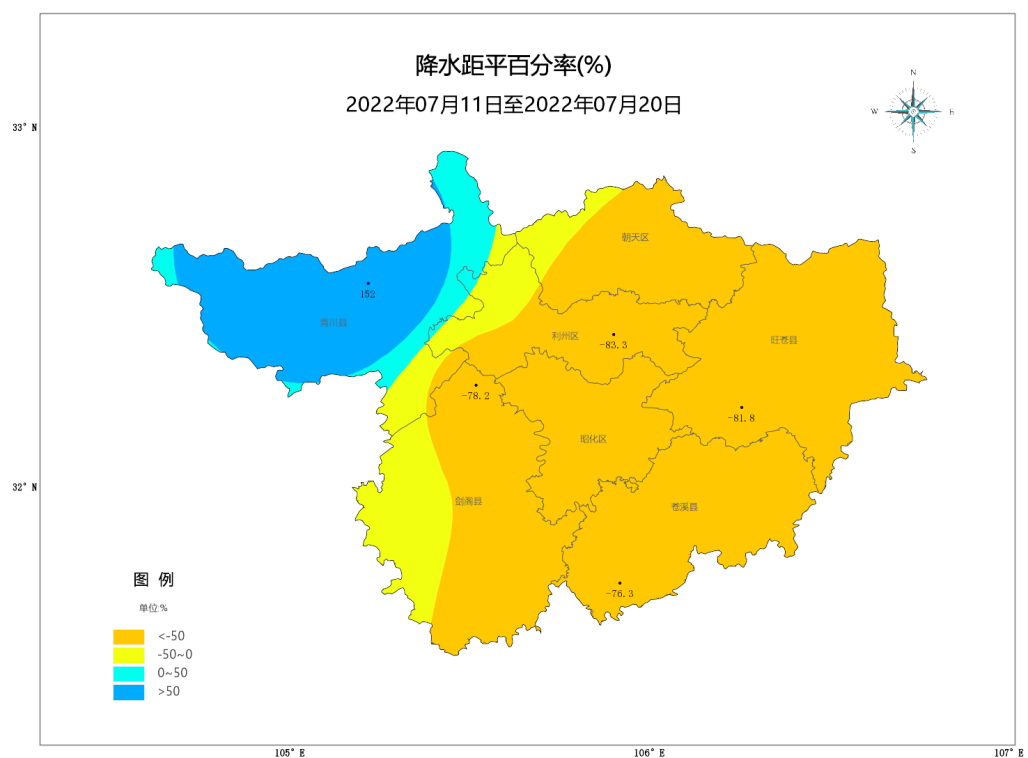 降水距平百分率(%)
2022年07月11日至2022年07月20日
N
W
E
S
33° N
朝天区
152
青川县
利州区
-83.3
旺苍县
-78.2
-81.8
昭化区
32° N
剑阁县
苍溪县
图 例
-76.3
单位:%
<-50
-50~0
0~50
>50
105° E
106° E
107° E